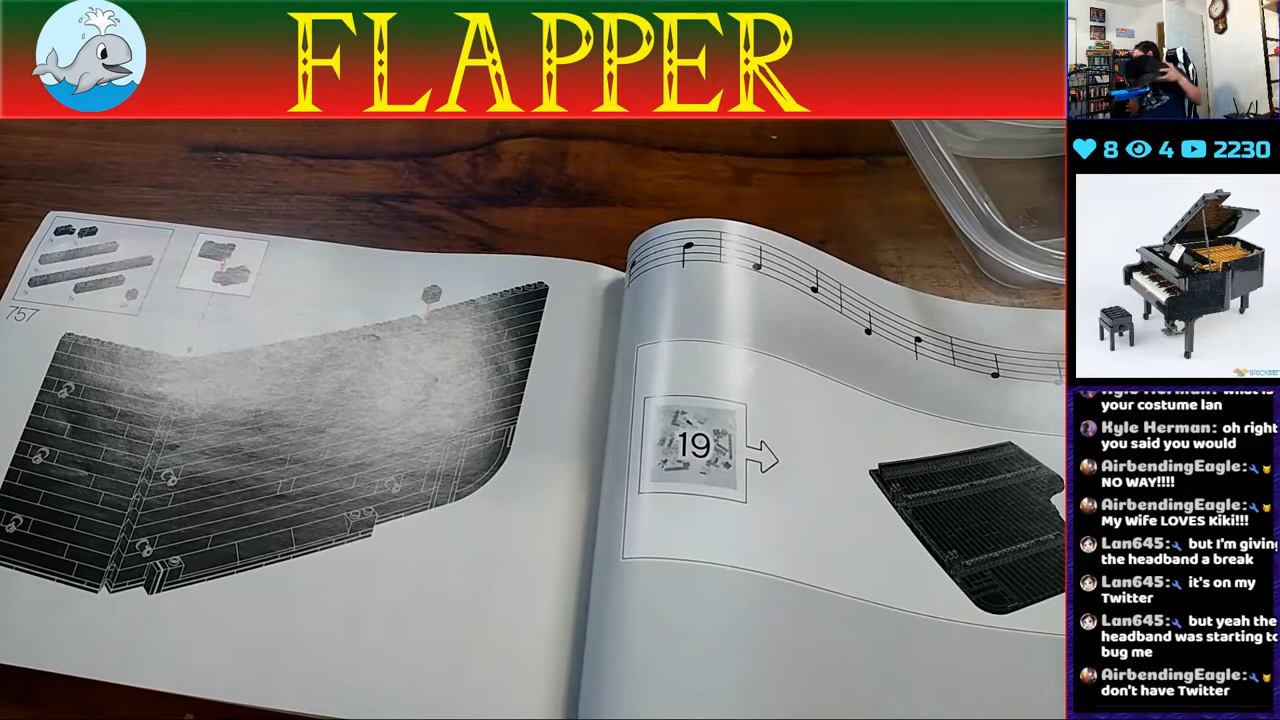 FLAPPER
8 4 2230
757
19
BRICKSET
your costume lan
Kyle Herman: oh right
you said you would
AirbendingEagle:
NO WAY!!!!
AirbendingEagle:
My Wife LOVES Kiki!!!
Lan645: but I'm giving
the headband a break
Lan645: it's on my
Twitter
Lan645: but yeah the
headband was starting to
bug me
AirbendingEagle:
don't have Twitter